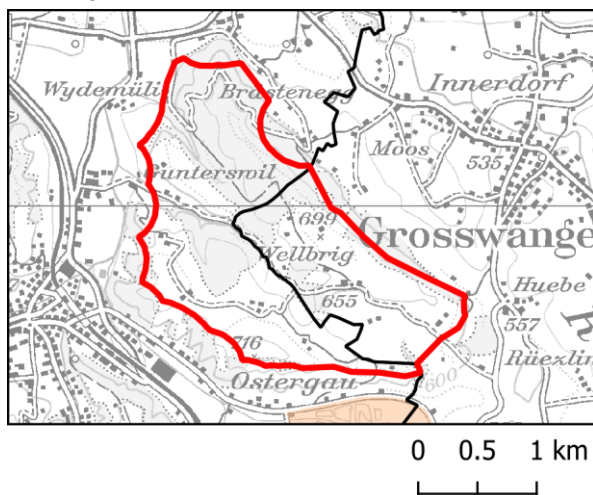 Innerdorf
Wydemüli
Brästenegg
Moos
535
Gunterswil
699
Grosswange
Wellbrig
Huebe
655
557
716
Rüezlin
Ostergau
600
0 0.5 1 km